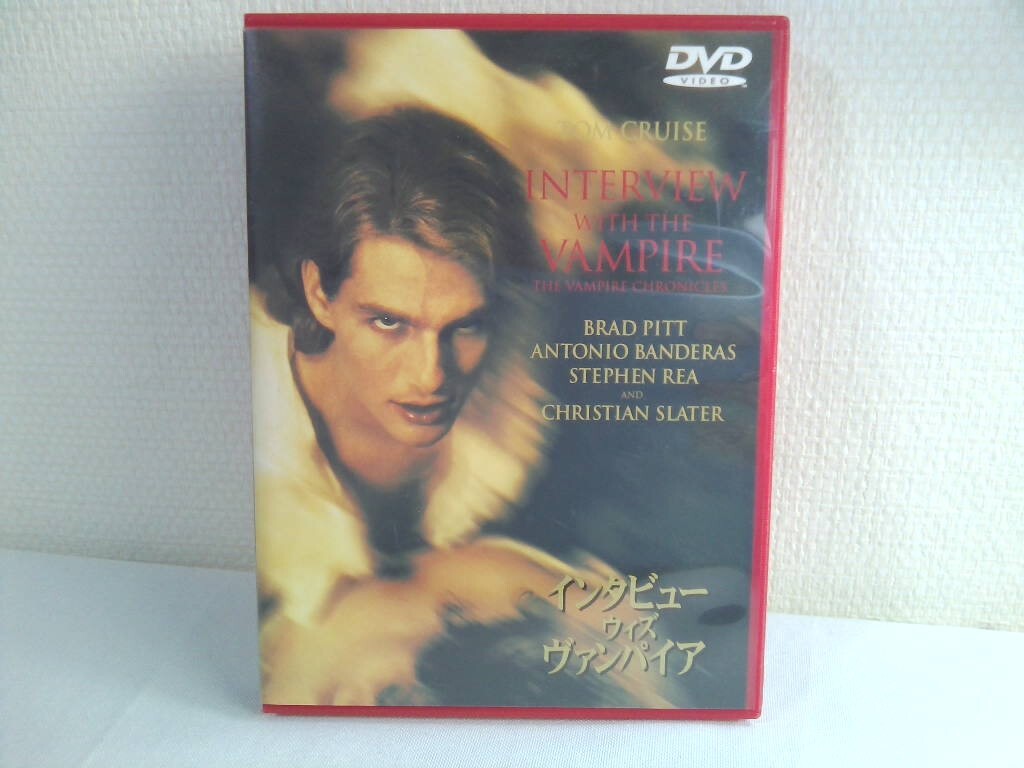 DVD
VIDEO
TOM CRUISE
INTERVIEW
WITH THE
VAMPIRE
THE VAMPIRE CHRONICLES
BRAD PITT
ANTONIO BANDERAS
STEPHEN REA
AND
CHRISTIAN SLATER
インタビュー
ウィズ
ヴァンパイア